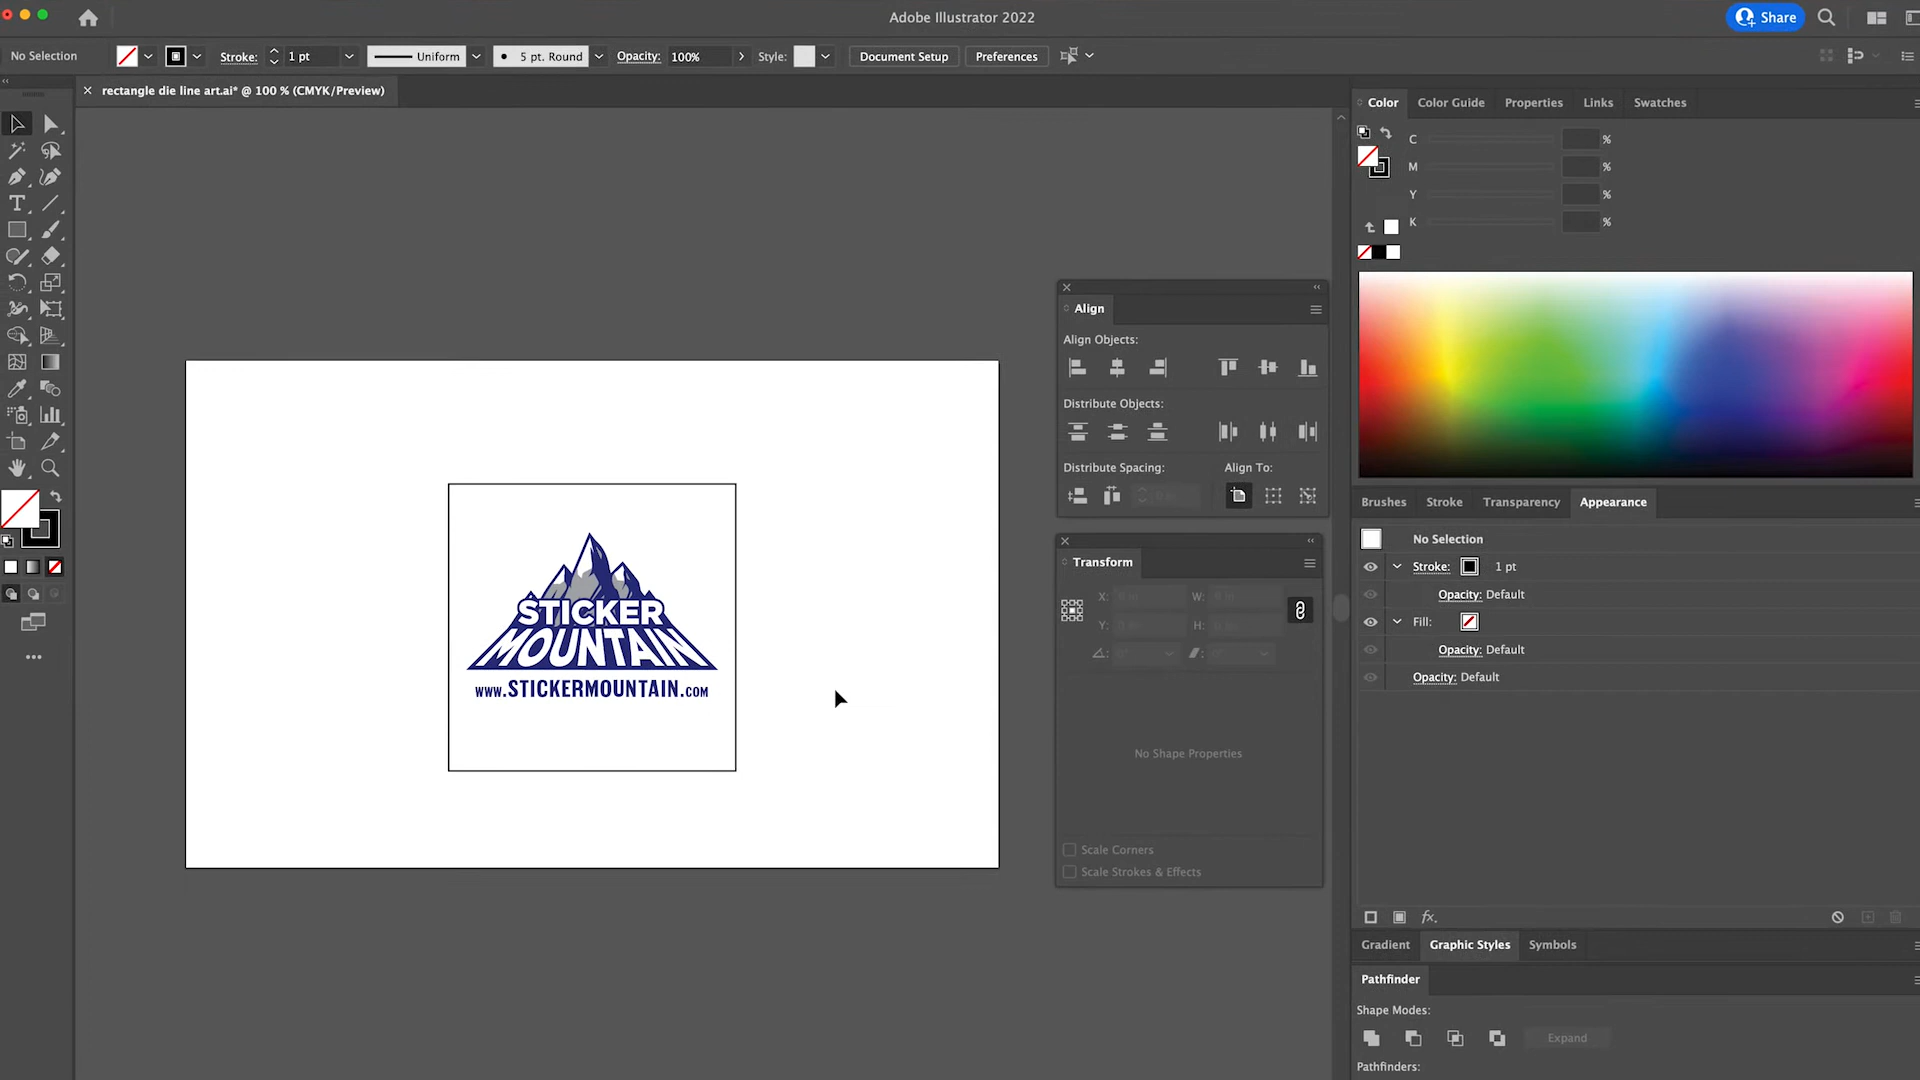 Adobe Illustrator 2022
Share
No Selection
Stroke:
1 pt
Uniform
5 pt. Round
Opacity:
100%
Style:
Document Setup
Preferences
rectangle die line art.ai* @ 100 % (CMYK/Preview)
Color
Color Guide
Properties
Links
Swatches
C
%
M
%
Y
%
K
%
Align
Align Objects:
Distribute Objects:
Distribute Spacing:
Align To:
Transform
X:
W:
Y:
H:
No Shape Properties
Scale Corners
Scale Strokes & Effects
STICKER
MOUNTAIN
WWW.STICKERMOUNTAIN.COM
Brushes
Stroke
Transparency
Appearance
No Selection
Stroke:
1 pt
Opacity: Default
Fill:
Opacity: Default
Opacity: Default
fx.
Gradient
Graphic Styles
Symbols
Pathfinder
Shape Modes:
Expand
Pathfinders: